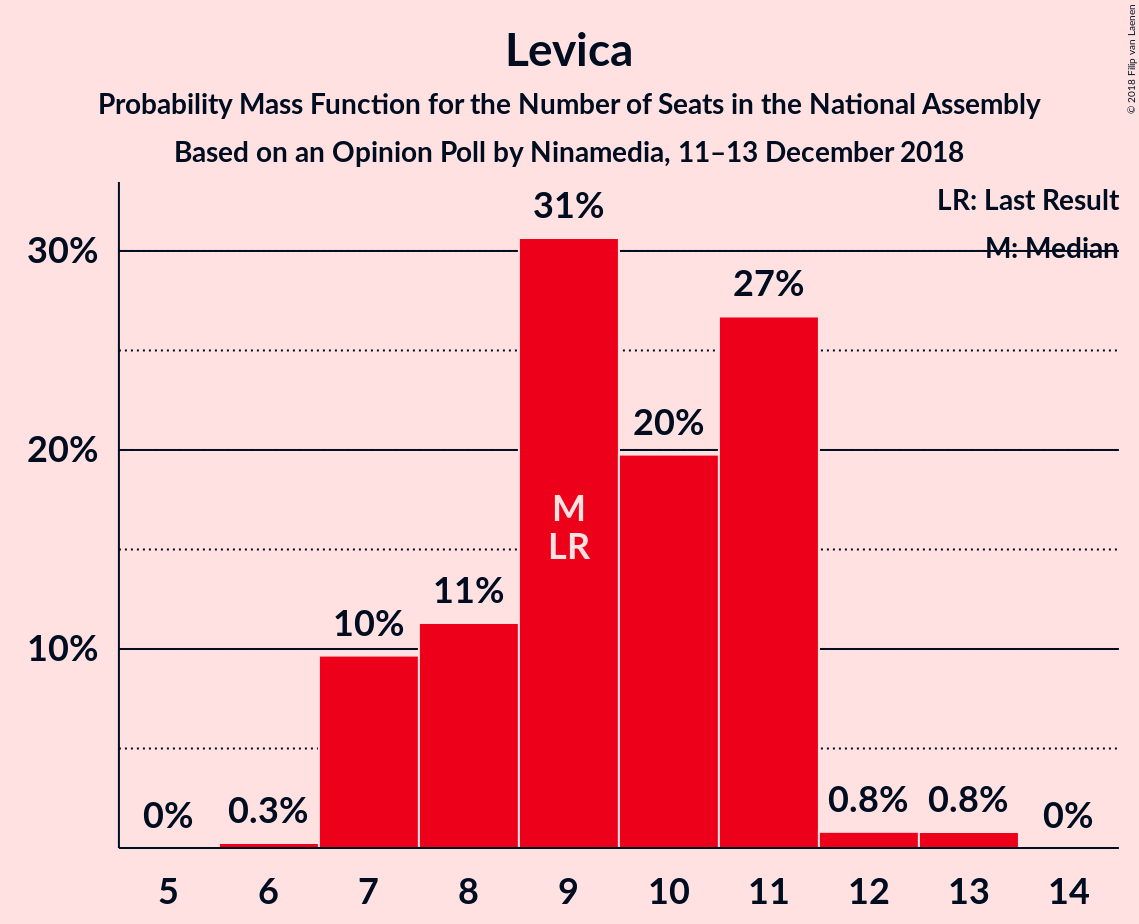 Levica
Probability Mass Function for the Number of Seats in the National Assembly
Based on an Opinion Poll by Ninamedia, 11–13 December 2018
© 2018 Filip van Laenen
LR: Last Result
M: Median
30%
20%
10%
0%
0.3%
10%
11%
31%
20%
27%
0.8%
0.8%
0%
M
LR
5
6
7
8
9
10
11
12
13
14